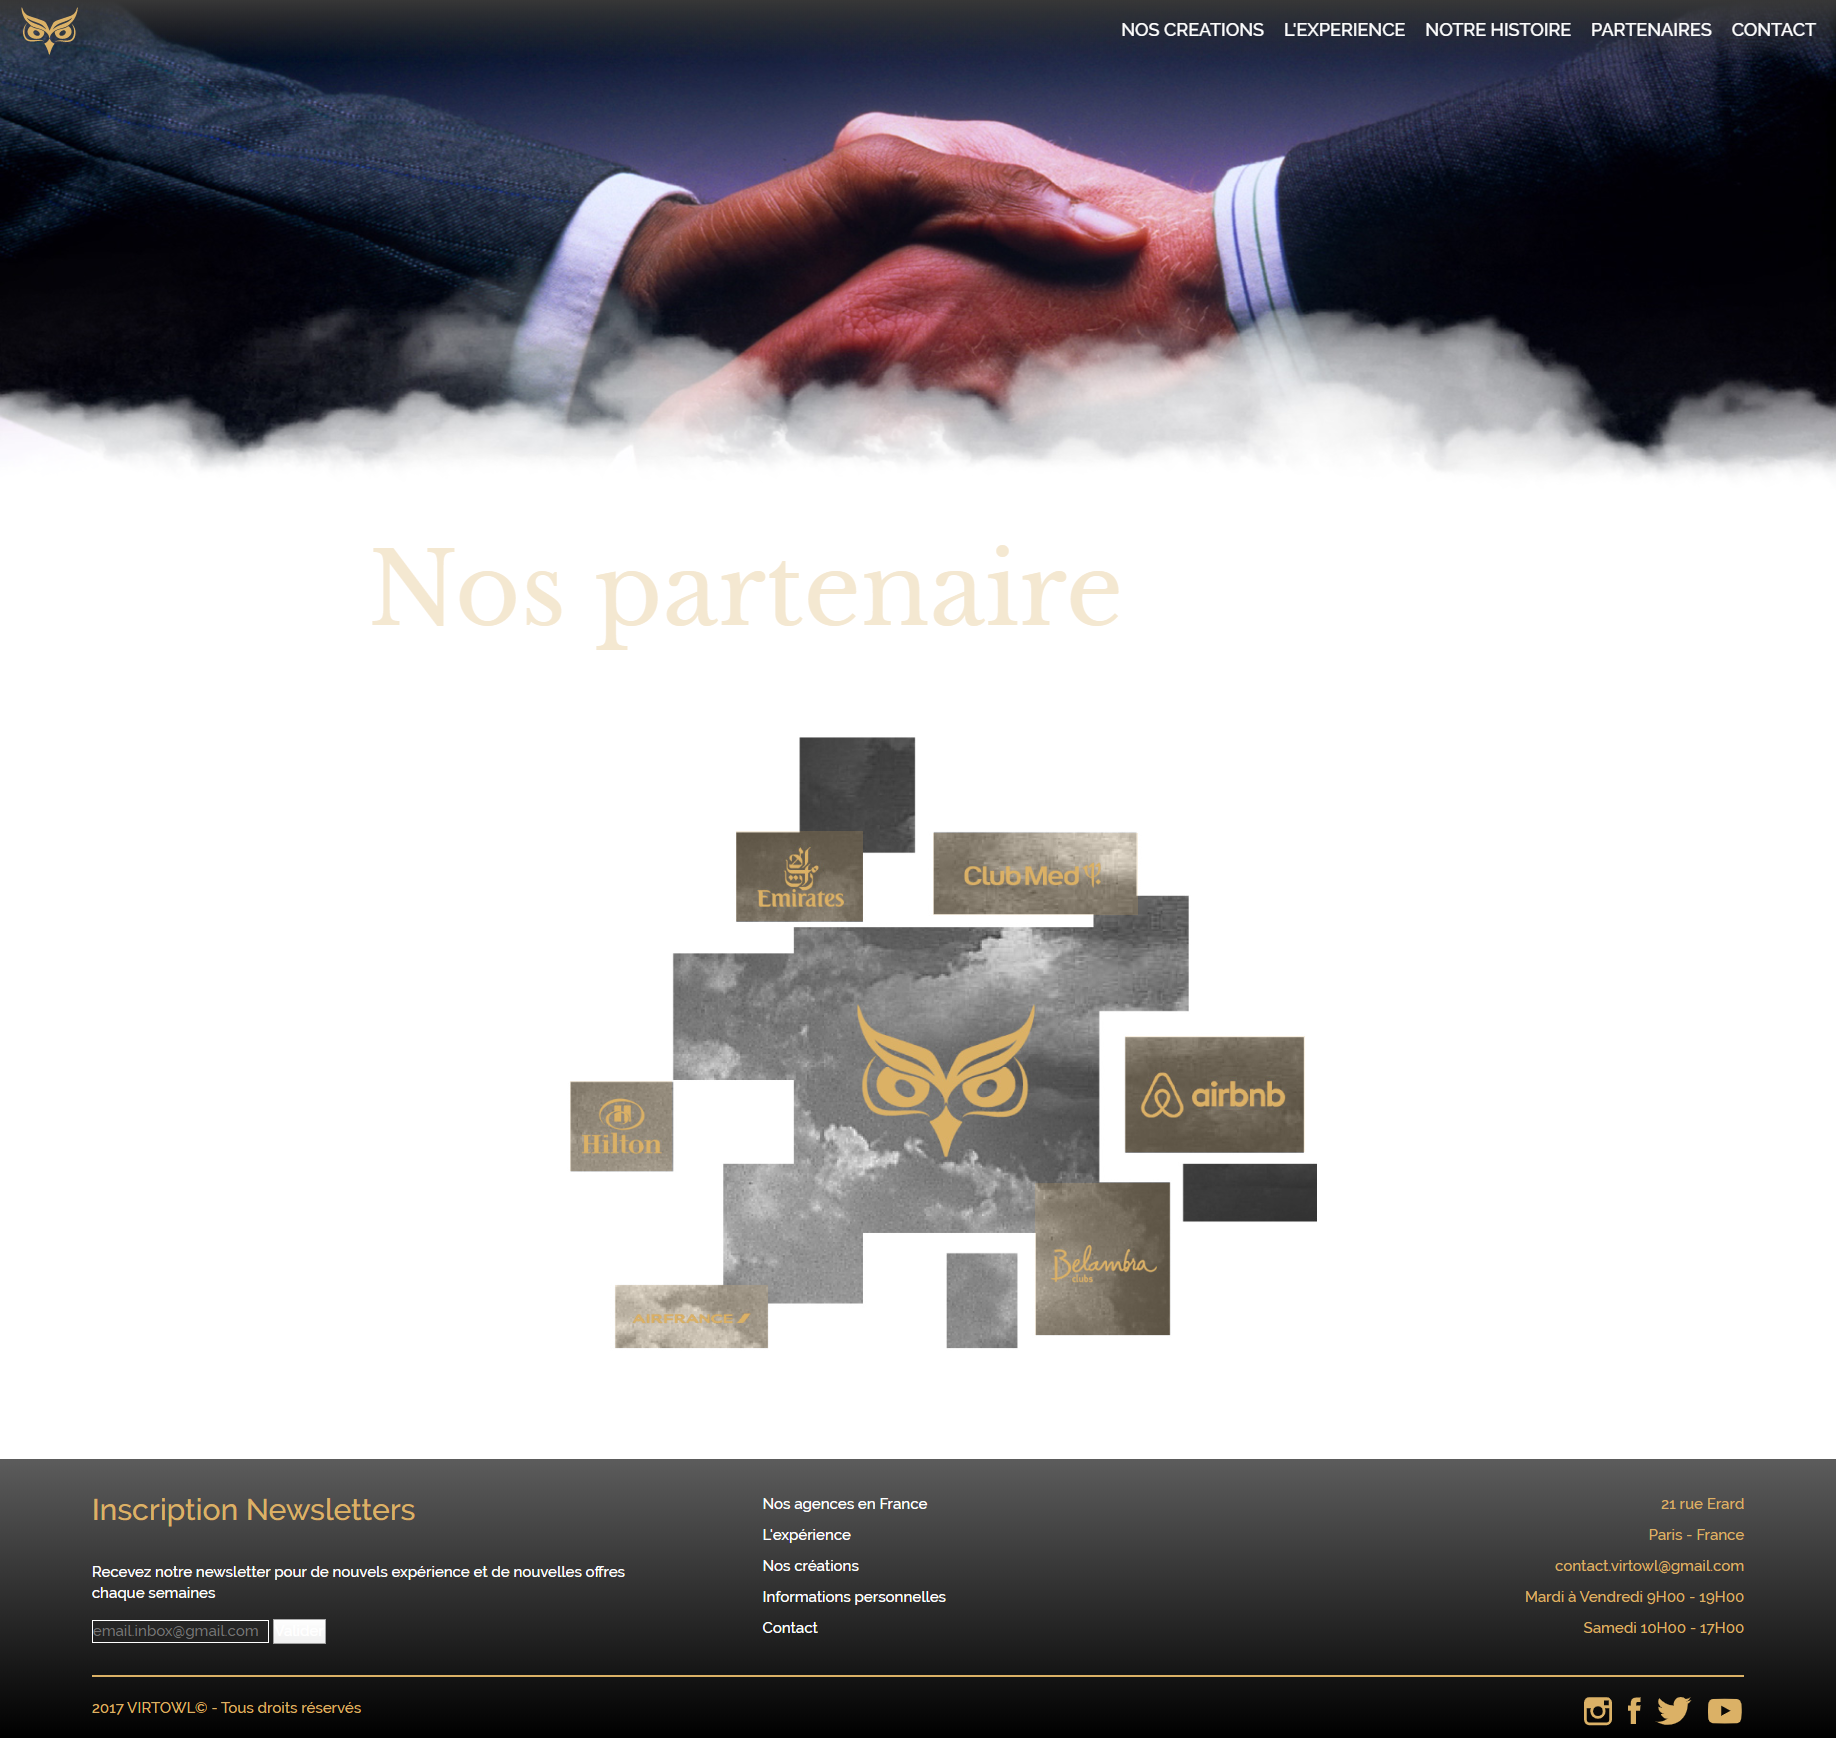 NOS CREATIONS L'EXPERIENCE NOTRE HISTOIRE PARTENAIRES CONTACT
Nos partenaire
Emirates
Club Med
airbnb
Hilton
Belambra
clubs
AIRFRANCE
Inscription Newsletters
Recevez notre newsletter pour de nouvels expérience et de nouvelles offres
chaque semaines
email.inbox@gmail.com
Nos agences en France
L'expérience
Nos créations
Informations personnelles
Contact
21 rue Erard
Paris - France
contact.virtowl@gmail.com
Mardi à Vendredi 9H00 - 19H00
Samedi 10H00 - 17H00
2017 VIRTOWL© - Tous droits réservés